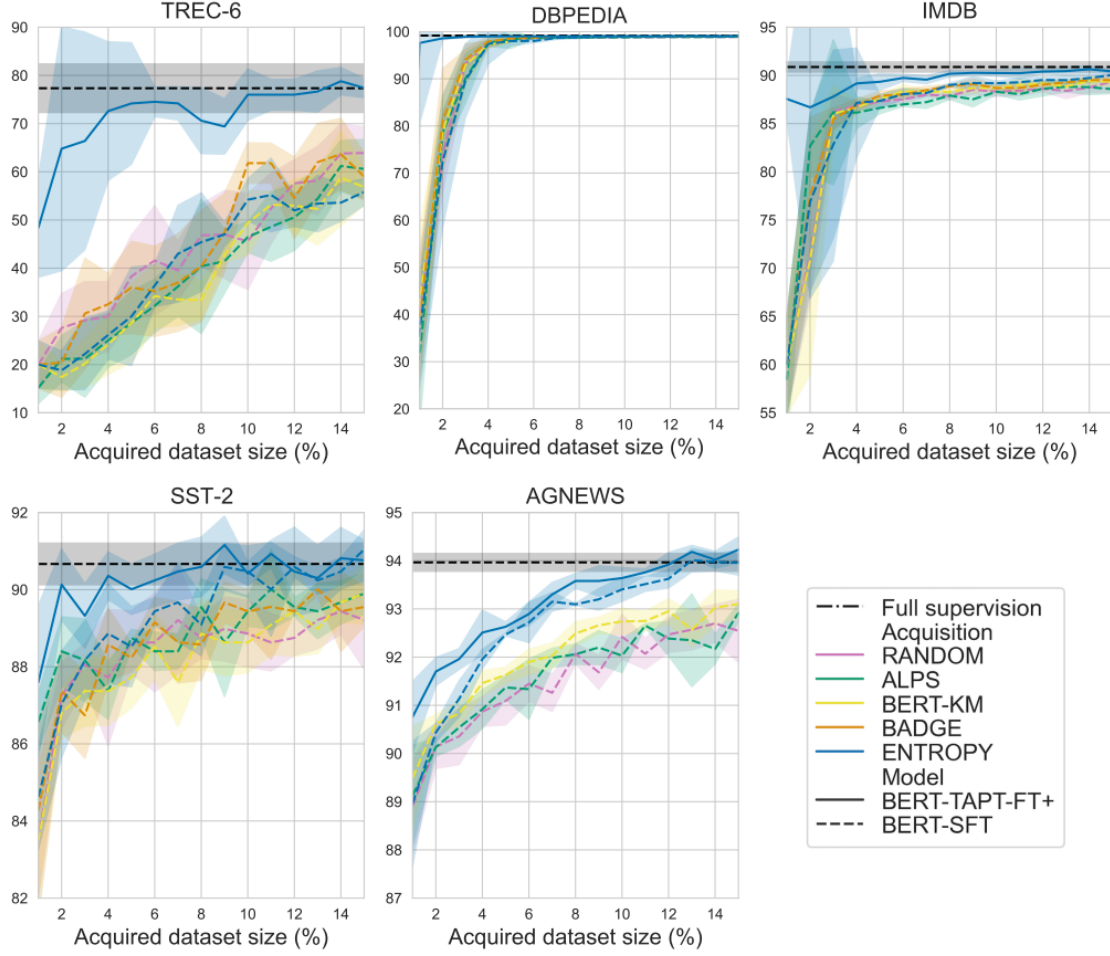 TREC-6
90
80
70
60
50
40
30
20
10
2 4 6 8 10 12 14
Acquired dataset size (%)
DBPEDIA
100
90
80
70
60
50
40
30
20
2 4 6 8 10 12 14
Acquired dataset size (%)
IMDB
95
90
85
80
75
70
65
60
55
2 4 6 8 10 12 14
Acquired dataset size (%)
SST-2
92
90
88
86
84
82
2 4 6 8 10 12 14
Acquired dataset size (%)
AGNEWS
95
94
93
92
91
90
89
88
87
2 4 6 8 10 12 14
Acquired dataset size (%)
Full supervision
Acquisition
RANDOM
ALPS
BERT-KM
BADGE
ENTROPY
Model
BERT-TAPT-FT+
BERT-SFT